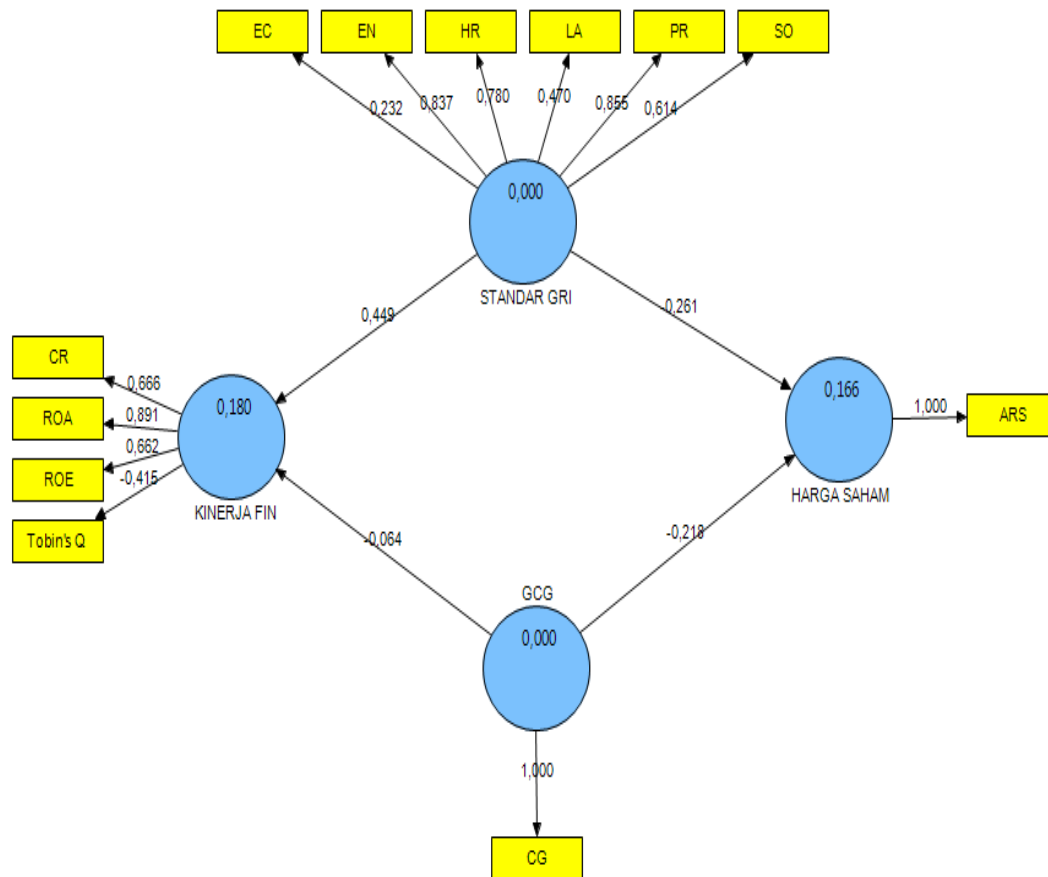 EC
EN
HR
LA
PR
SO
0,232
0,837
0,780
0,470
0,855
0,614
0,000
STANDAR GRI
0,449
-0,261
CR
ROA
ROE
Tobin's Q
0,666
0,891
0,662
-0,415
0,180
KINERJA FIN
0,166
HARGA SAHAM
1,000
ARS
-0,064
-0,218
GCG
0,000
1,000
CG